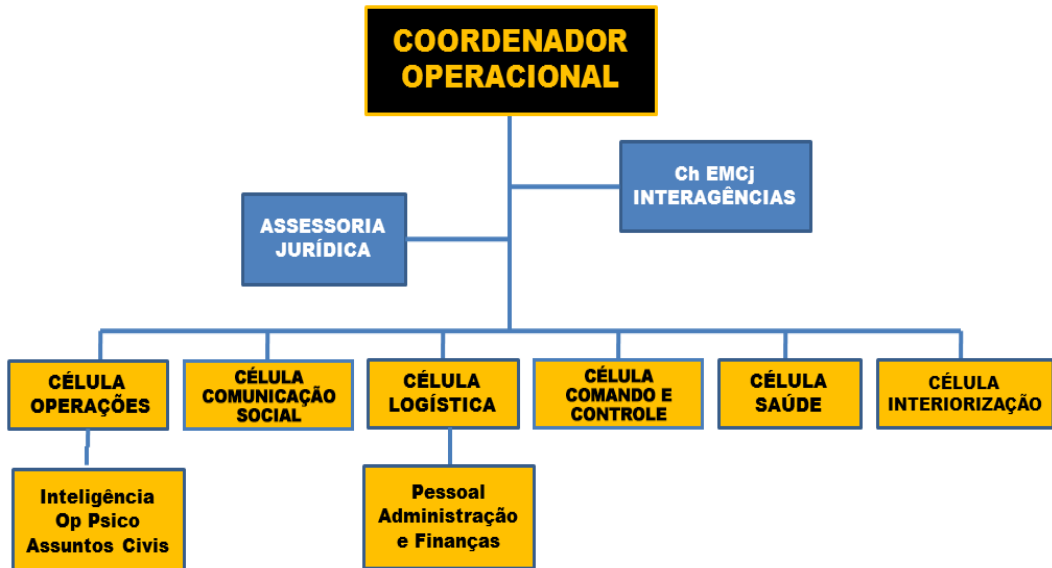 COORDENADOR
OPERACIONAL
Ch EMCj
INTERAGÊNCIAS
ASSESSORIA
JURÍDICA
CÉLULA
OPERAÇÕES
CÉLULA
COMUNICAÇÃO
SOCIAL
CÉLULA
LOGÍSTICA
CÉLULA
COMANDO E
CONTROLE
CÉLULA
SAÚDE
CÉLULA
INTERIORIZAÇÃO
Inteligência
Op Psico
Assuntos Civis
Pessoal
Administração
e Finanças